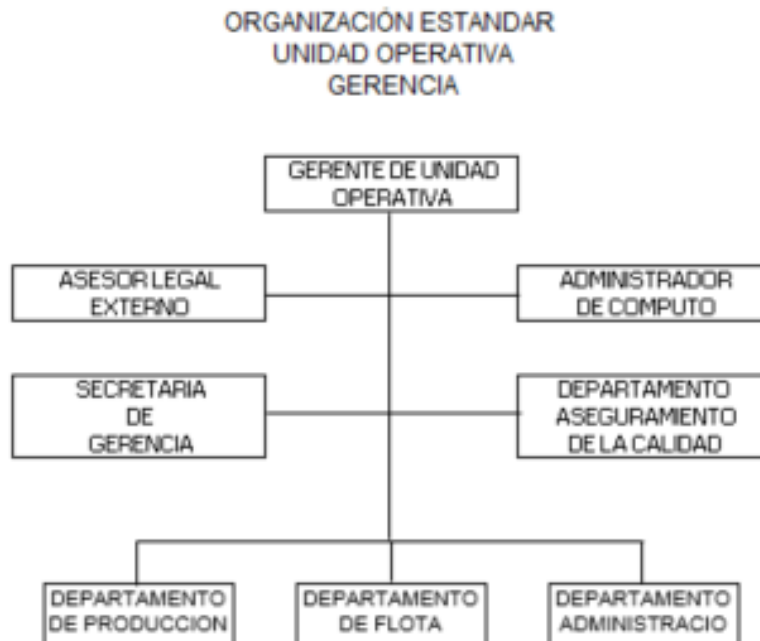 ORGANIZACIÓN ESTANDAR
UNIDAD OPERATIVA
GERENCIA
GERENTE DE UNIDAD
OPERATIVA
ASESOR LEGAL
EXTERNO
ADMINISTRADOR
DE COMPUTO
SECRETARIA
DE
GERENCIA
DEPARTAMENTO
ASEGURAMIENTO
DE LA CALIDAD
DEPARTAMENTO
DE PRODUCCION
DEPARTAMENTO
DE FLOTA
DEPARTAMENTO
ADMINISTRACIO